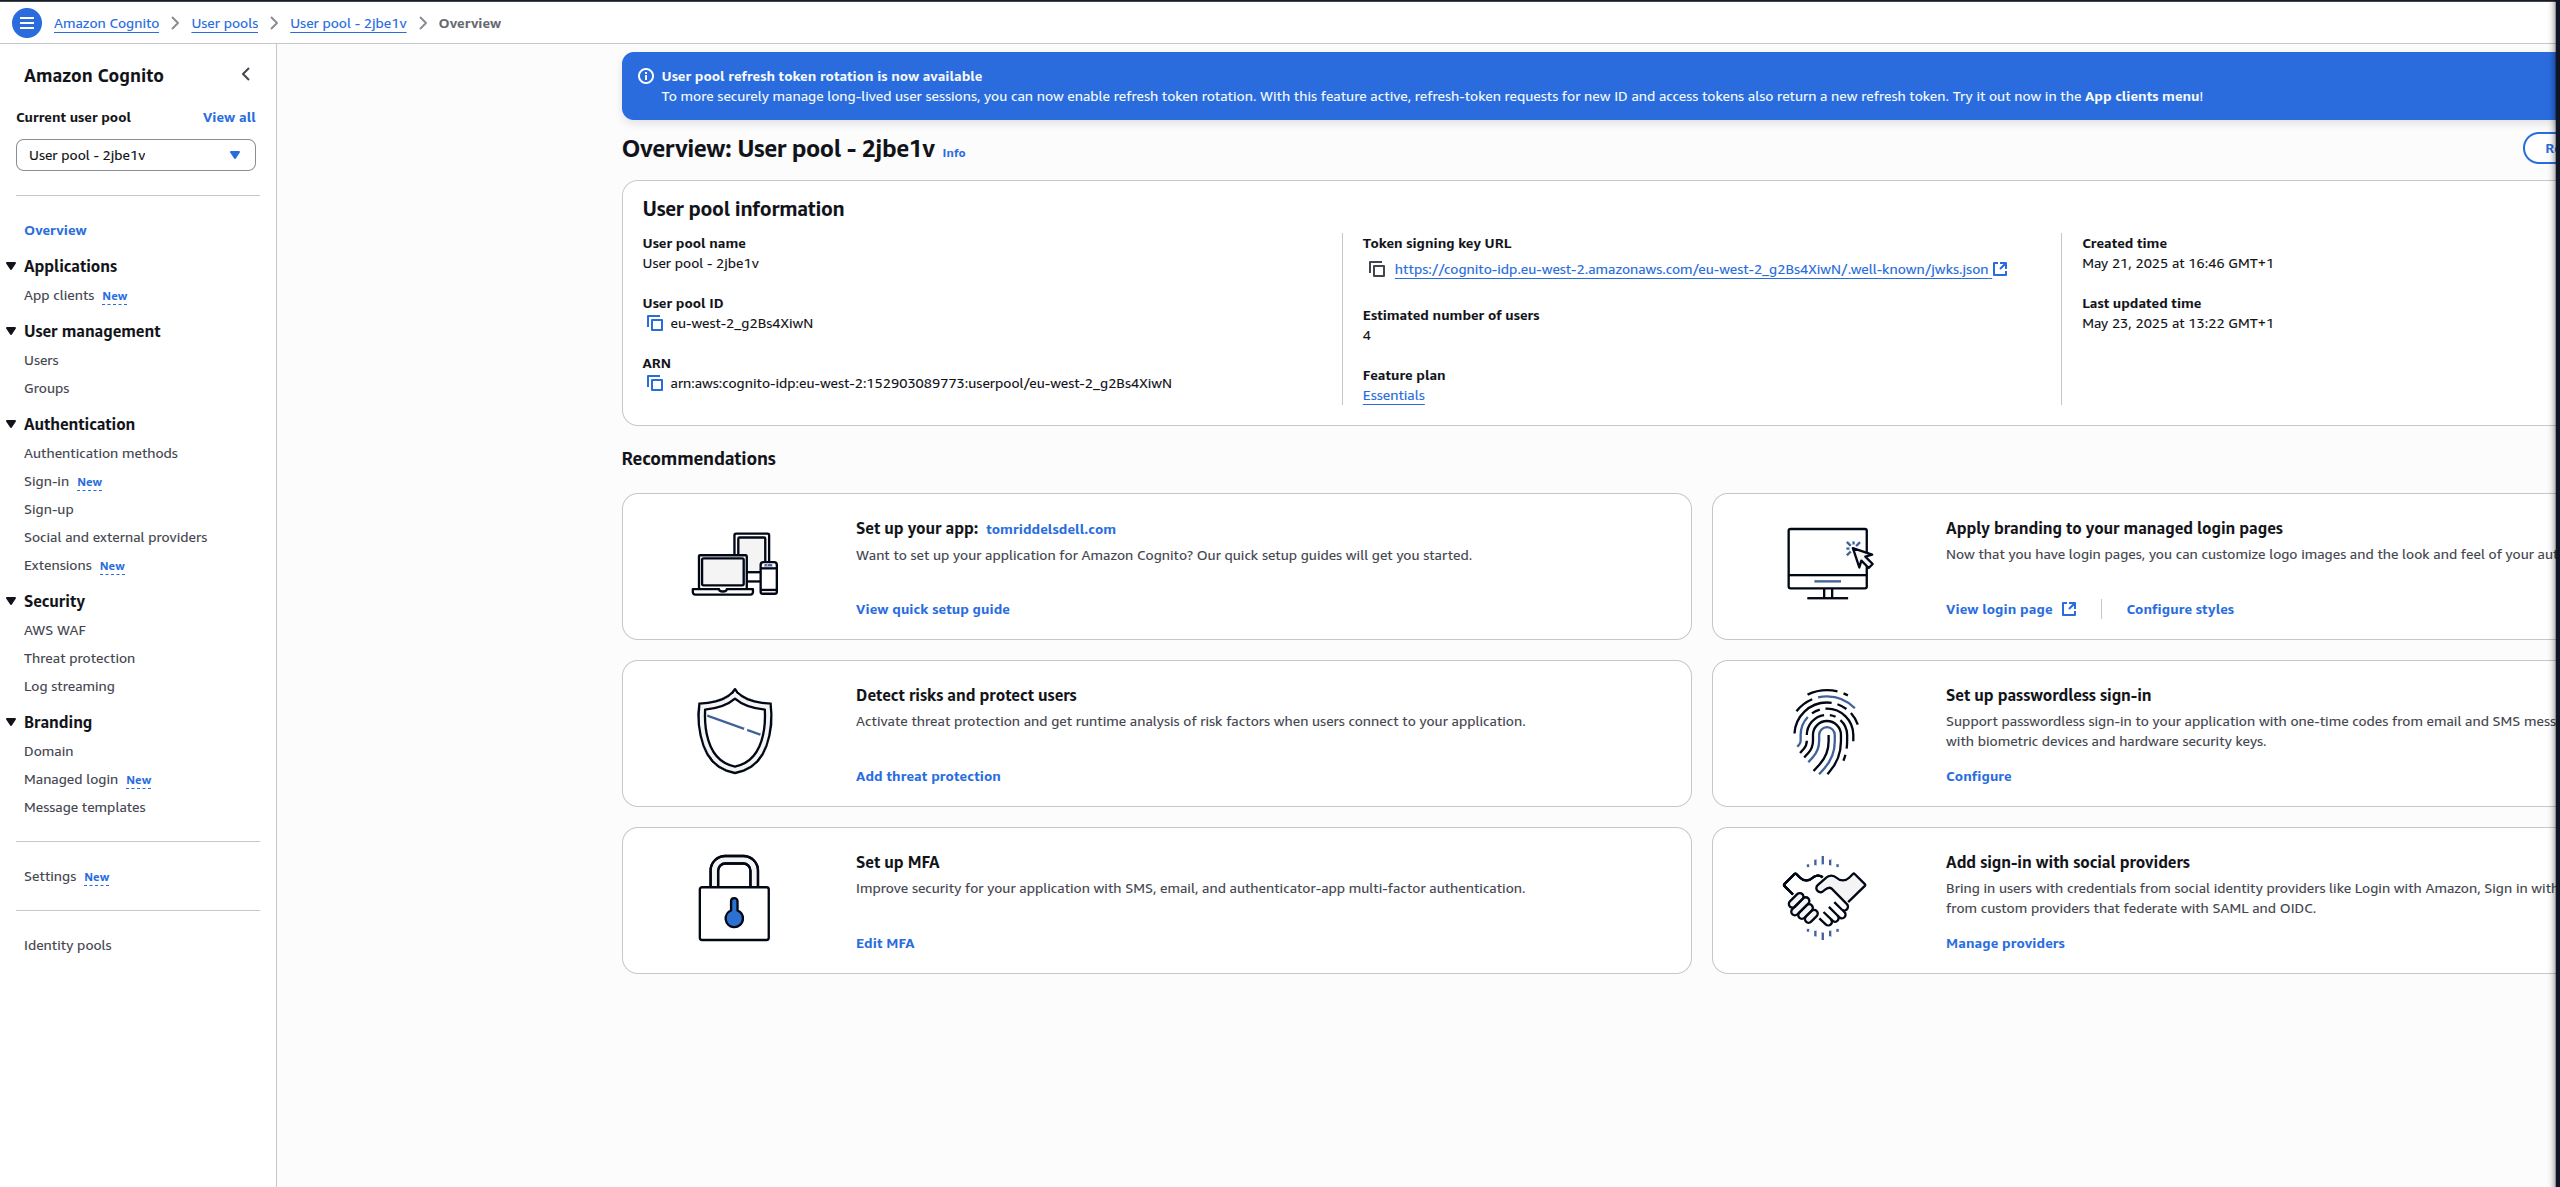 Amazon Cognito > User pools > User pool - 2jbe1v > Overview
Amazon Cognito
Current user pool View all
User pool - 2jbe1v
Overview
Applications
App clients New
User management
Users
Groups
Authentication
Authentication methods
Sign-in New
Sign-up
Social and external providers
Extensions New
Security
AWS WAF
Threat protection
Log streaming
Branding
Domain
Managed login New
Message templates
Settings New
Identity pools
User pool refresh token rotation is now available
To more securely manage long-lived user sessions, you can now enable refresh token rotation. With this feature active, refresh-token requests for new ID and access tokens also return a new refresh token. Try it out now in the App clients menu!
Overview: User pool - 2jbe1v Info
User pool information
User pool name
User pool - 2jbe1v
User pool ID
eu-west-2_g2Bs4XiwN
ARN
arn:aws:cognito-idp:eu-west-2:152903089773:userpool/eu-west-2_g2Bs4XiwN
Token signing key URL
https://cognito-idp.eu-west-2.amazonaws.com/eu-west-2_g2Bs4XiwN/.well-known/jwks.json
Estimated number of users
4
Feature plan
Essentials
Created time
May 21, 2025 at 16:46 GMT+1
Last updated time
May 23, 2025 at 13:22 GMT+1
Recommendations
Set up your app: tomriddelsdell.com
Want to set up your application for Amazon Cognito? Our quick setup guides will get you started.
View quick setup guide
Apply branding to your managed login pages
Now that you have login pages, you can customize logo images and the look and feel of your
View login page Configure styles
Detect risks and protect users
Activate threat protection and get runtime analysis of risk factors when users connect to your application.
Add threat protection
Set up passwordless sign-in
Support passwordless sign-in to your application with one-time codes from email and SMS
with biometric devices and hardware security keys.
Configure
Set up MFA
Improve security for your application with SMS, email, and authenticator-app multi-factor authentication.
Edit MFA
Add sign-in with social providers
Bring in users with credentials from social identity providers like Login with Amazon, Sign in with
from custom providers that federate with SAML and OIDC.
Manage providers